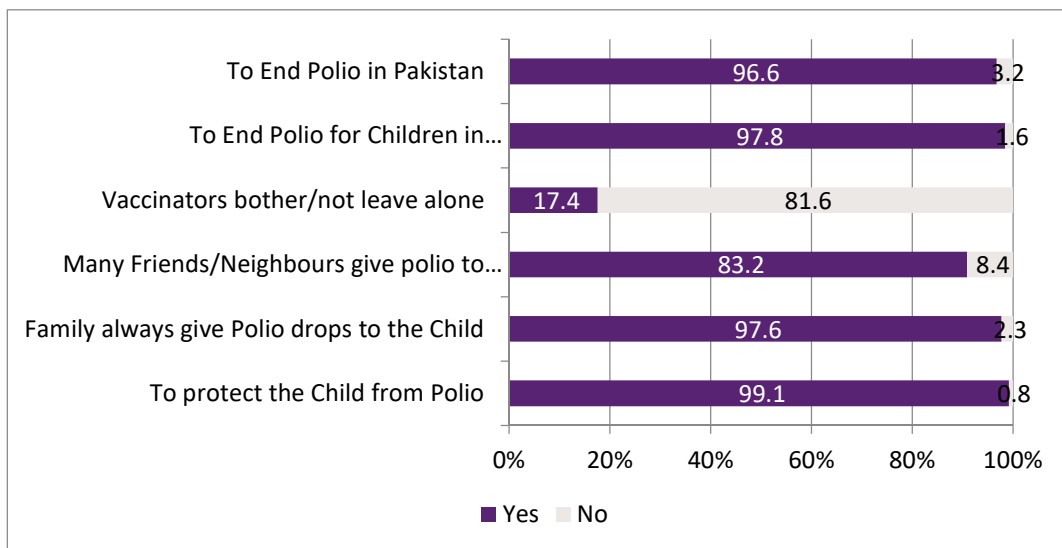 To End Polio in Pakistan 96.6 3.2
To End Polio for Children in… 97.8 1.6
Vaccinators bother/not leave alone 17.4 81.6
Many Friends/Neighbour give polio to… 83.2 8.4
Family always give Polio drops to the Child 97.6 2.3
To protect the Child from Polio 99.1 0.8
0% 20% 40% 60% 80% 100%
Yes No